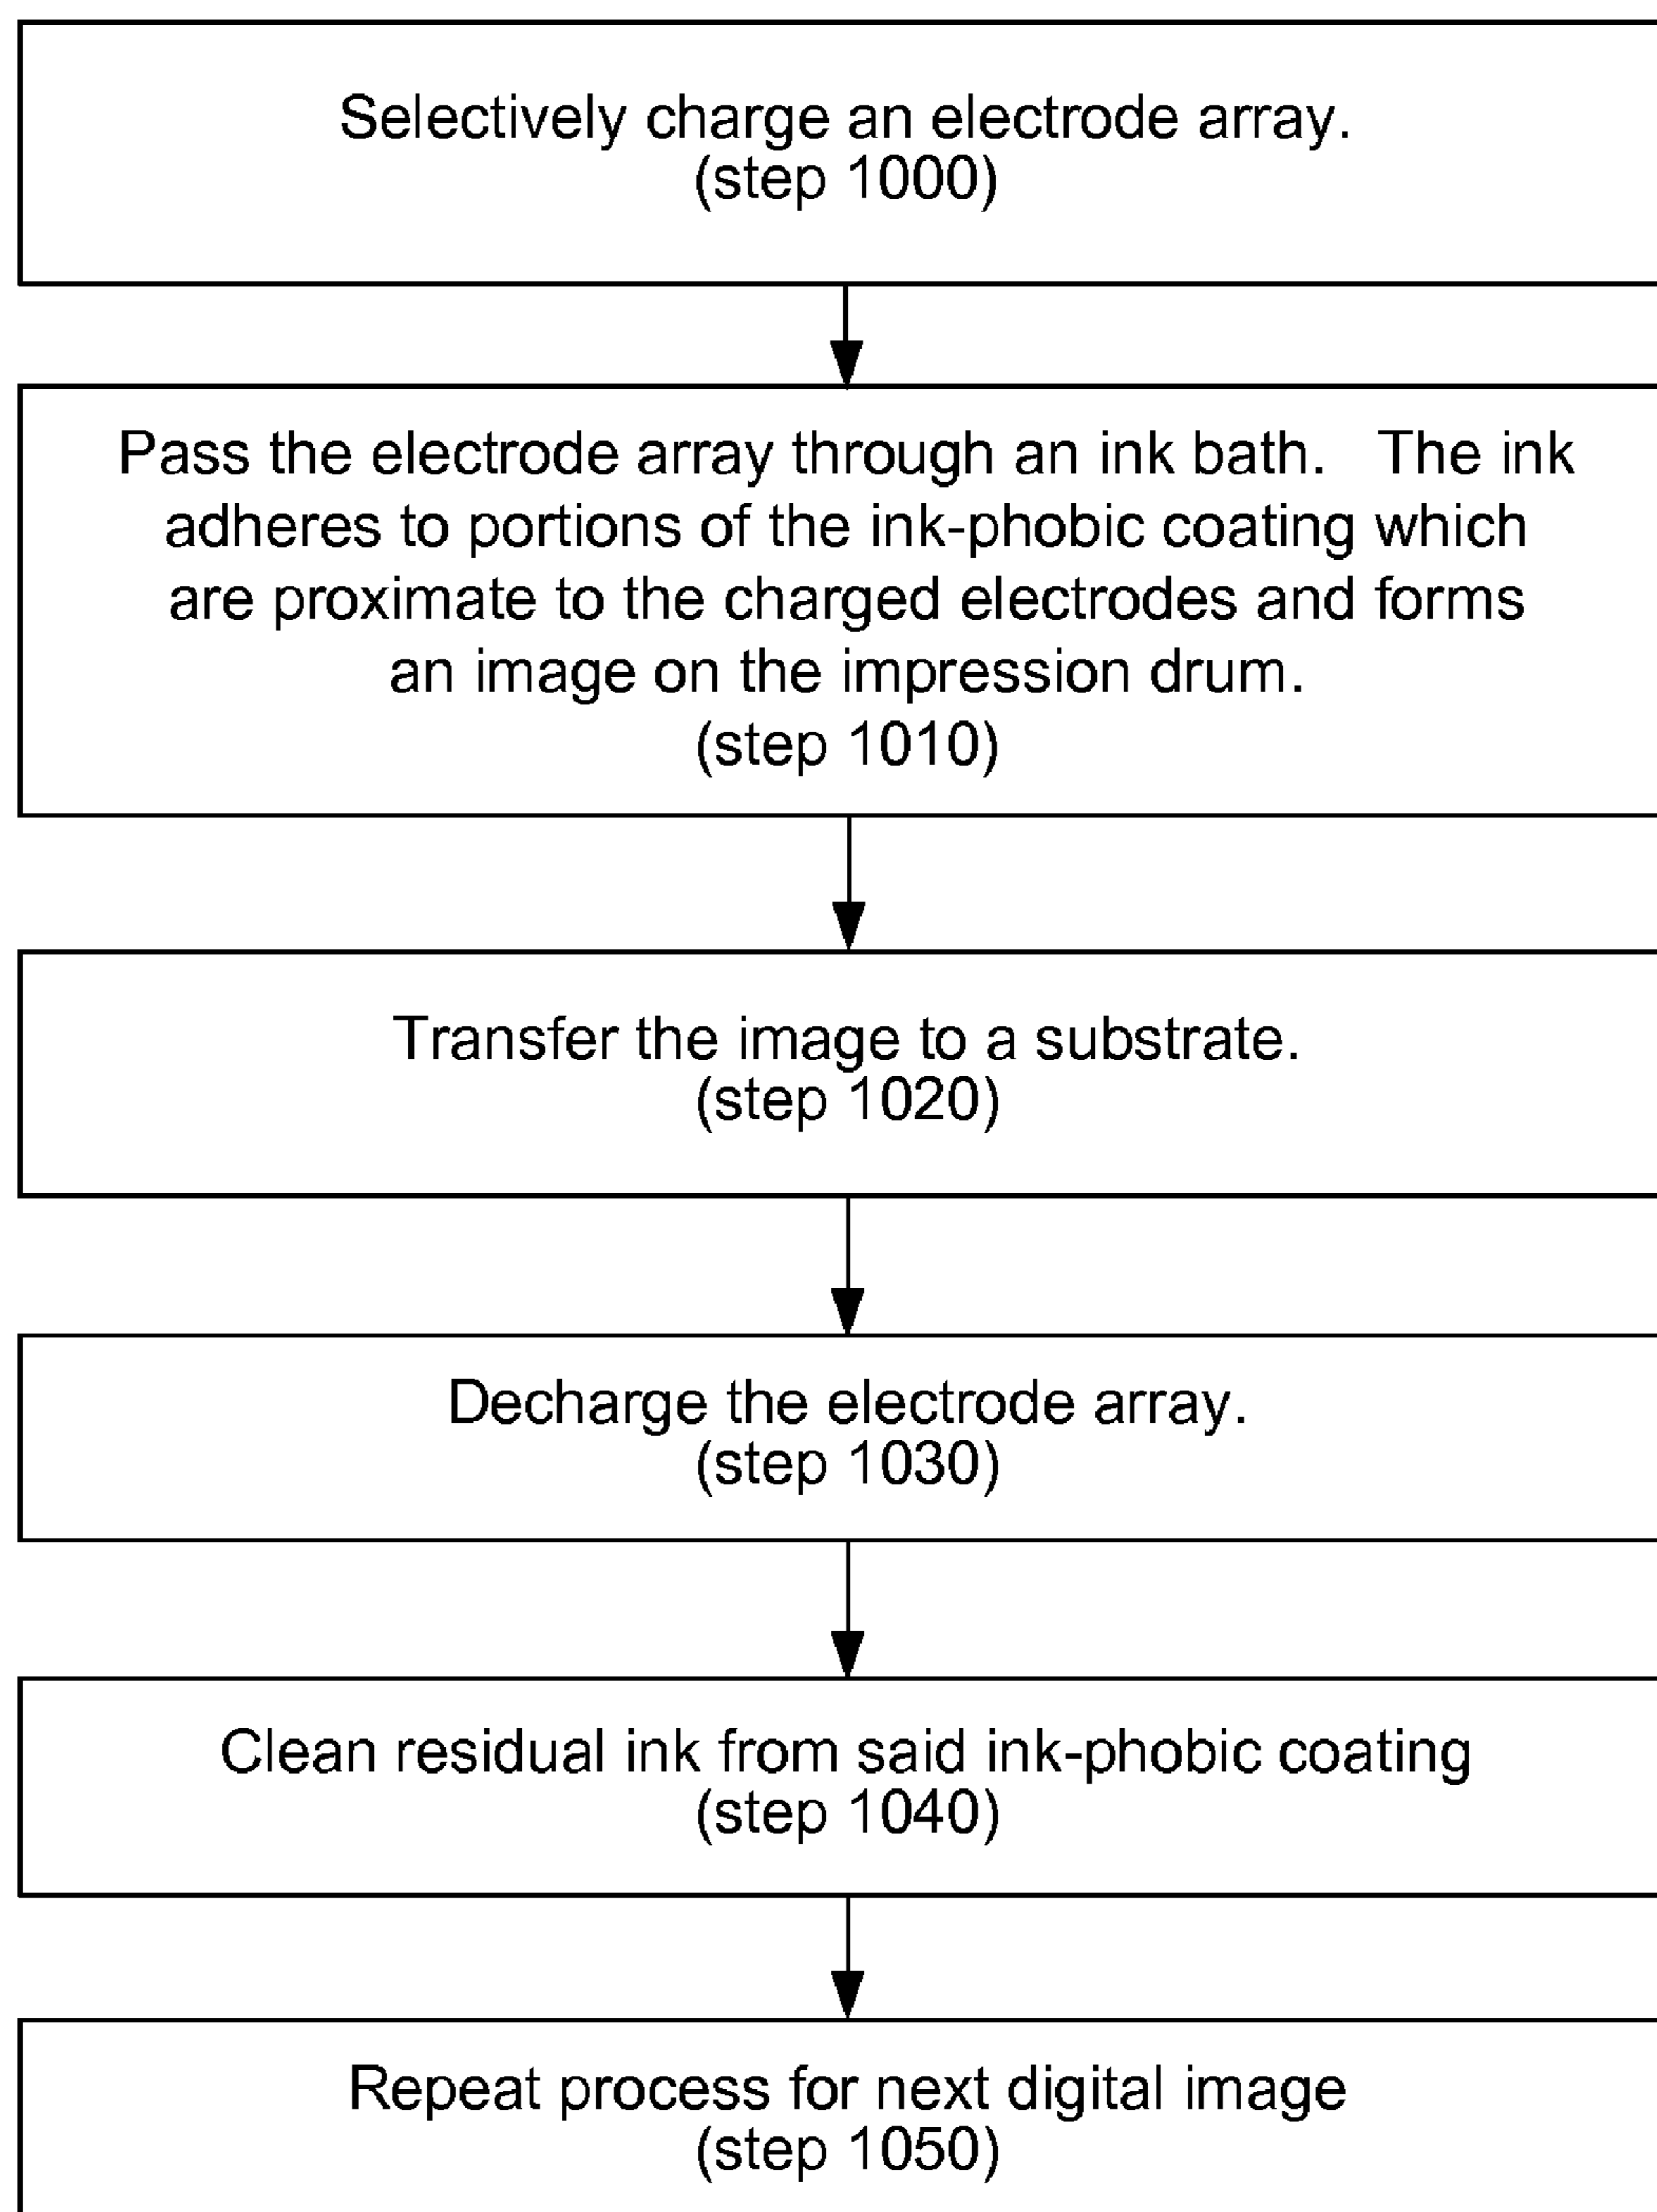 Selectively charge an electrode array.
(step 1000)
Pass the electrode array through an ink bath.   The ink
adheres to portions of the ink-phobic coating which
are proximate to the charged electrodes and forms
an image on the impression drum.
(step 1010)
Transfer the image to a substrate.
(step 1020)
Decharge the electrode array.
(step 1030)
Clean residual ink from said ink-phobic coating
(step 1040)
Repeat process for next digital image
(step 1050)